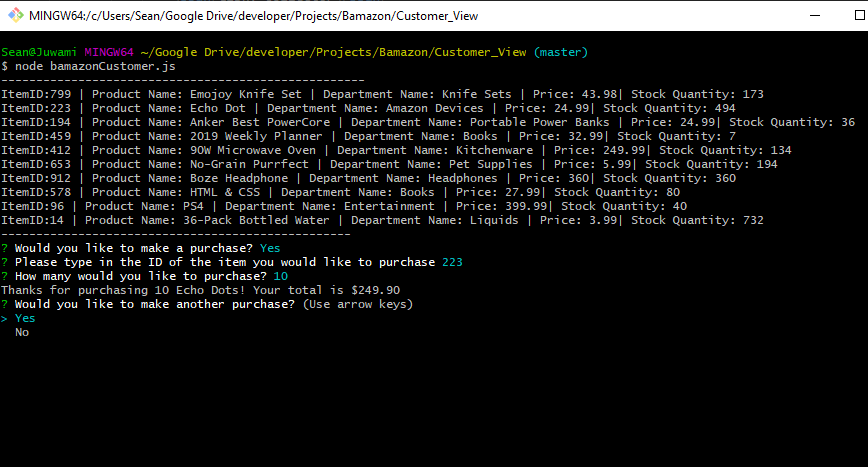 MINGW64:/c/Users/Sean/Google Drive/developer/Projects/Bamazon/Customer_View
Sean@Juwami MINGW64 ~/Google Drive/developer/Projects/Bamazon/Customer_View (master)
$ node bamazonCustomer.js
----------------------------------------------------
ItemID:799 | Product Name: Emojoy Knife Set | Department Name: Knife Sets | Price: 43.98| Stock Quantity: 173
ItemID:223 | Product Name: Echo Dot | Department Name: Amazon Devices | Price: 24.99| Stock Quantity: 494
ItemID:194 | Product Name: Anker Best PowerCore | Department Name: Portable Power Banks | Price: 24.99| Stock Quantity: 36
ItemID:459 | Product Name: 2019 Weekly Planner | Department Name: Books | Price: 32.99| Stock Quantity: 7
ItemID:412 | Product Name: 90W Microwave Oven | Department Name: Kitchenware | Price: 249.99| Stock Quantity: 134
ItemID:653 | Product Name: No-Grain Purrfect | Department Name: Pet Supplies | Price: 5.99| Stock Quantity: 194
ItemID:912 | Product Name: Boze Headphone | Department Name: Headphones | Price: 360| Stock Quantity: 360
ItemID:578 | Product Name: HTML & CSS | Department Name: Books | Price: 27.99| Stock Quantity: 80
ItemID:96 | Product Name: PS4 | Department Name: Entertainment | Price: 399.99| Stock Quantity: 40
ItemID:14 | Product Name: 36-Pack Bottled Water | Department Name: Liquids | Price: 3.99| Stock Quantity: 732
--------------------------------------------------
? Would you like to make a purchase? Yes
? Please type in the ID of the item you would like to purchase 223
? How many would you like to purchase? 10
Thanks for purchasing 10 Echo Dots! Your total is $249.90
? Would you like to make another purchase? (Use arrow keys)
> Yes
  No